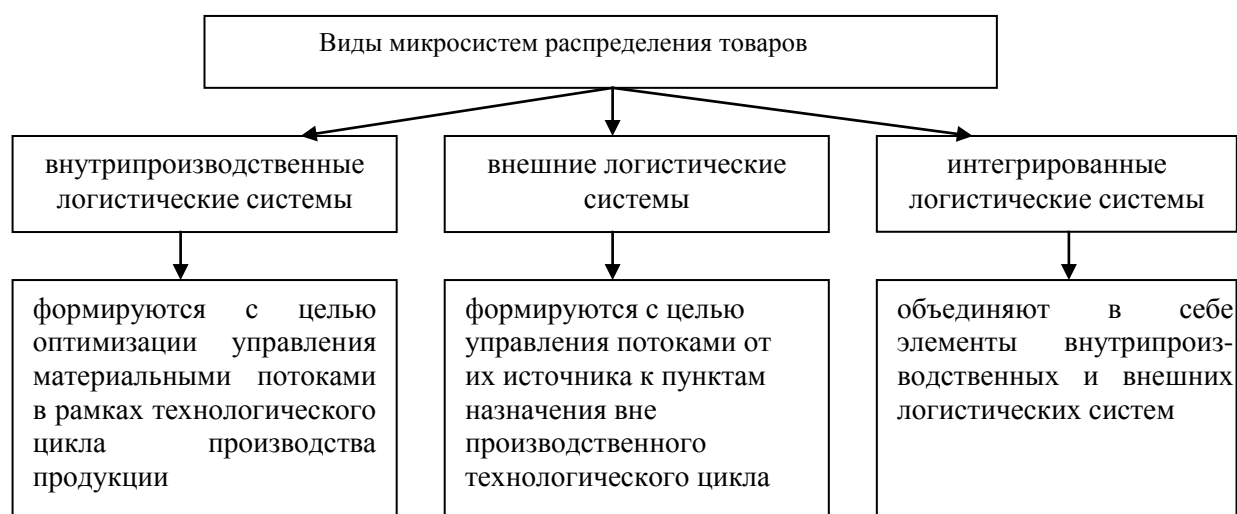 Виды микросистем распределения товаров
внутрипроизводственные
логистические системы
внешние логистические
системы
интегрированные
логистические системы
формируются с целью
оптимизации управления
материальными потоками
в рамках технологического
цикла производства
продукции
формируются с целью
управления потоками от
их источника к пунктам
назначения вне
производственного
технологического цикла
объединяют в себе
элементы внутрипроиз-
водственных и внешних
логистических систем